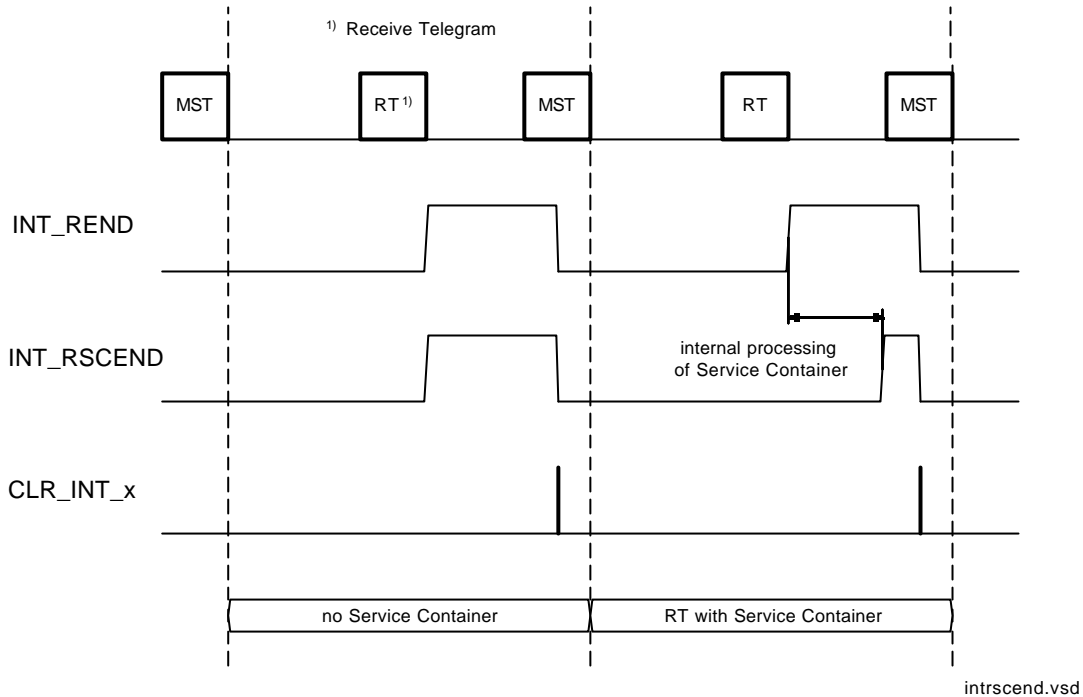 1) Receive Telegram
MST
RT 1)
MST
RT
MST
INT_REND
INT_RSCEND
internal processing
of Service Container
CLR_INT_x
no Service Container
RT with Service Container
intrscend.vsd